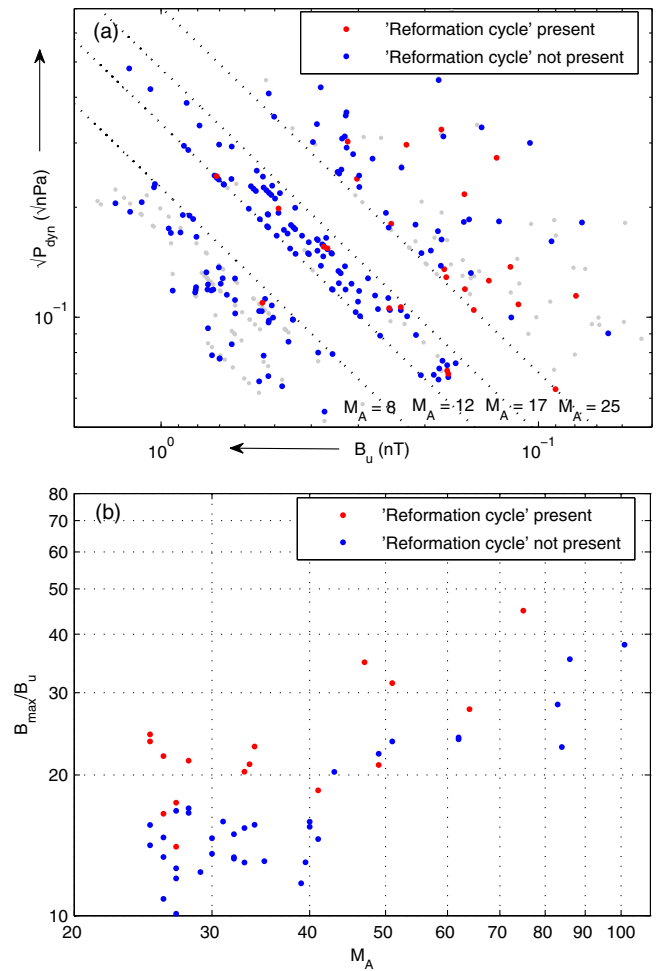 (a)
'Reformation cycle' present
'Reformation cycle' not present
√P_dyn (√nPa)
10^-1
M_A = 8
M_A = 12
M_A = 17
M_A = 25
10^0
B_u (nT)
10^-1
(b)
'Reformation cycle' present
'Reformation cycle' not present
B_max/B_u
80
70
60
50
40
30
20
10
20
30
40
50
60
70
80
90
100
M_A